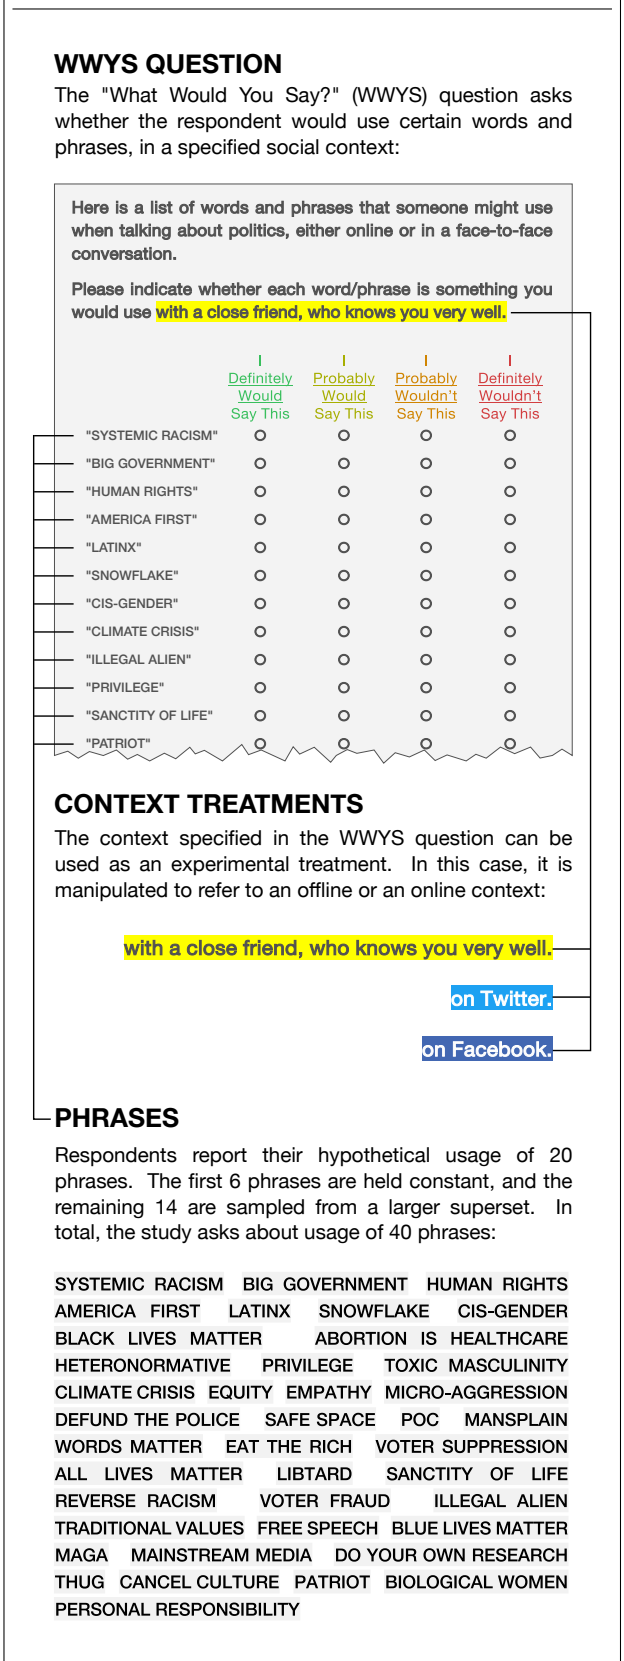 WWYS QUESTION
The "What Would You Say?" (WWYS) question asks
whether the respondent would use certain words and
phrases, in a specified social context:
Here is a list of words and phrases that someone might use
when talking about politics, either online or in a face-to-face
conversation.
Please indicate whether each word/phrase is something you
would use with a close friend, who knows you very well.
I I I I
Definitely Probably Probably Definitely
Would Would Wouldn't Wouldn't
Say This Say This Say This Say This
"SYSTEMIC RACISM"
"BIG GOVERNMENT"
"HUMAN RIGHTS"
"AMERICA FIRST"
"LATINX"
"SNOWFLAKE"
"CIS-GENDER"
"CLIMATE CRISIS"
"ILLEGAL ALIEN"
"PRIVILEGE"
"SANCTITY OF LIFE"
"PATRIOT"
CONTEXT TREATMENTS
The context specified in the WWYS question can be
used as an experimental treatment. In this case, it is
manipulated to refer to an offline or an online context:
with a close friend, who knows you very well.
on Twitter.
on Facebook.
PHRASES
Respondents report their hypothetical usage of 20
phrases. The first 6 phrases are held constant, and the
remaining 14 are sampled from a larger superset. In
total, the study asks about usage of 40 phrases:
SYSTEMIC RACISM BIG GOVERNMENT HUMAN RIGHTS
AMERICA FIRST LATINX SNOWFLAKE CIS-GENDER
BLACK LIVES MATTER ABORTION IS HEALTHCARE
HETERONORMATIVE PRIVILEGE TOXIC MASCULINITY
CLIMATE CRISIS EQUITY EMPATHY MICRO-AGGRESSION
DEFUND THE POLICE SAFE SPACE POC MANSPLAIN
WORDS MATTER EAT THE RICH VOTER SUPPRESSION
ALL LIVES MATTER LIBTARD SANCTITY OF LIFE
REVERSE RACISM VOTER FRAUD ILLEGAL ALIEN
TRADITIONAL VALUES FREE SPEECH BLUE LIVES MATTER
MAGA MAINSTREAM MEDIA DO YOUR OWN RESEARCH
THUG CANCEL CULTURE PATRIOT BIOLOGICAL WOMEN
PERSONAL RESPONSIBILITY